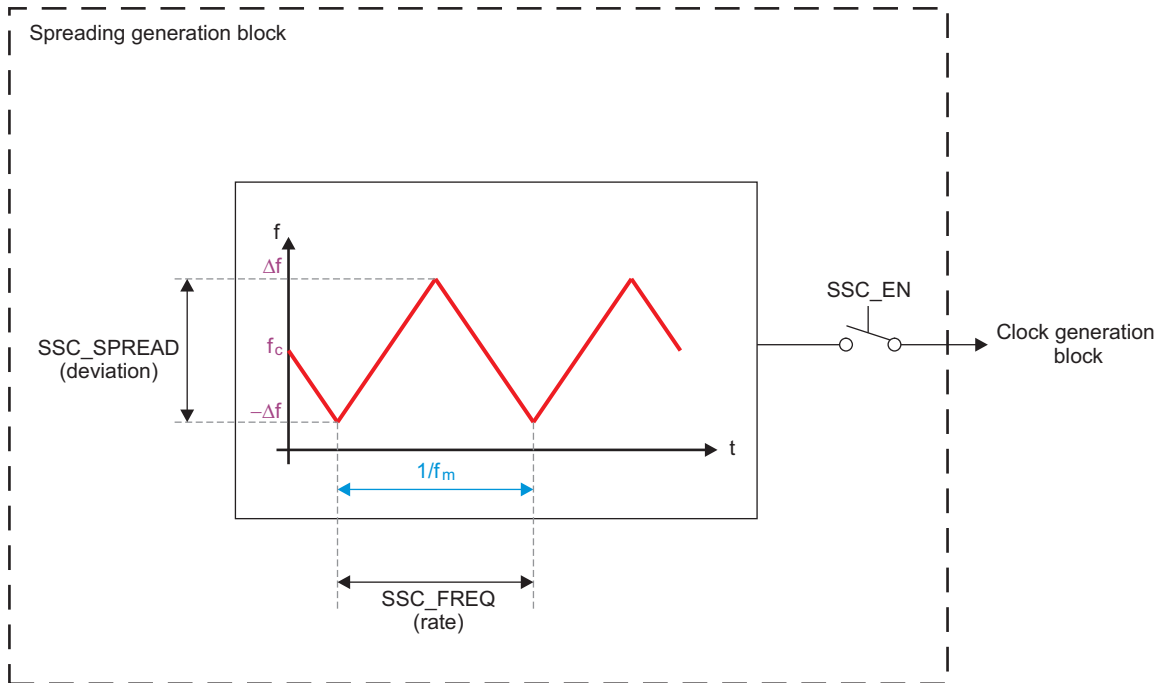 Spreading generation block
f
Δf
SSC_EN
SSC_SPREAD
(deviation)
fc
Clock generation
block
–Δf
t
1/fm
SSC_FREQ
(rate)